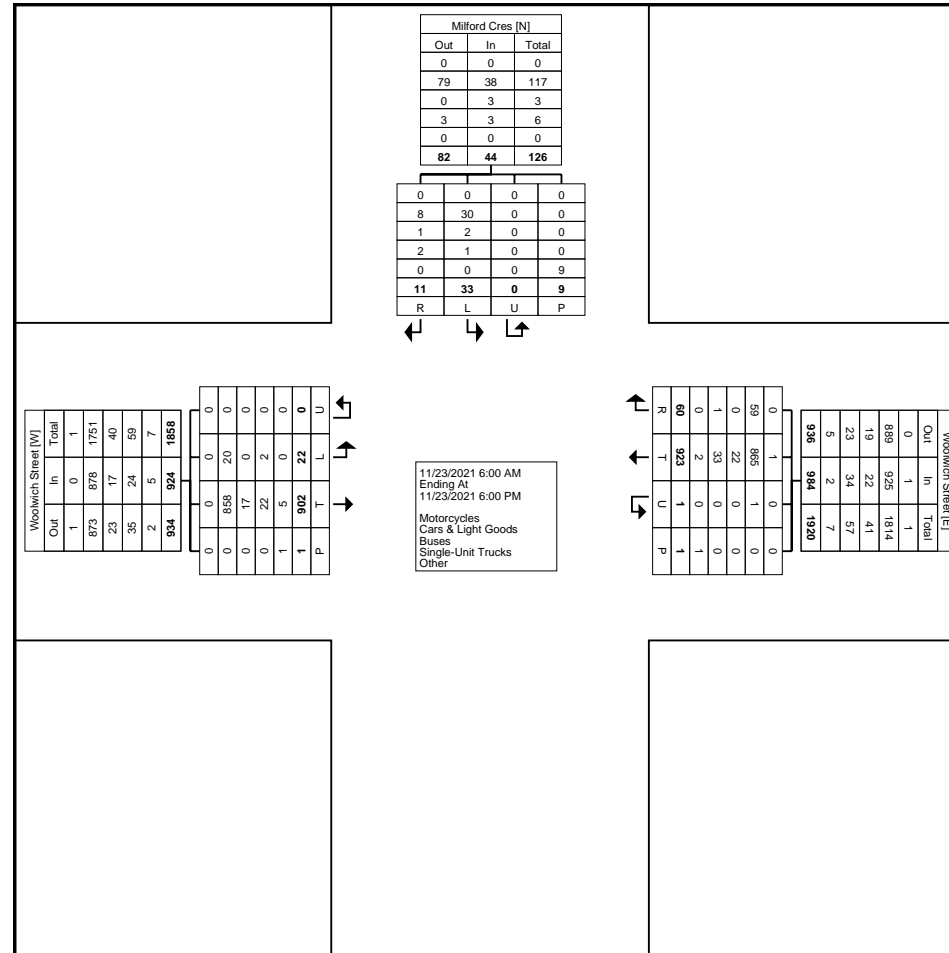 Milford Cres [N]
Out In Total
0 0 0
79 38 117
0 3 3
3 3 6
0 0 0
82 44 126
0 0 0 0
8 30 0 0
1 2 0 0
2 1 0 0
0 0 0 9
11 33 0 9
R L U P
Woolwich Street [W]
Out In Total
1 0 1
873 878 1751
23 17 40
35 24 59
2 5 7
934 924 1858
0 0 0 0
0 858 20 0
0 17 0 0
0 22 2 0
1 5 0 0
1 902 22 0
P T L U
11/23/2021 6:00 AM
Ending At
11/23/2021 6:00 PM
Motorcycles
Cars & Light Goods
Buses
Single-Unit Trucks
Other
Woolwich Street [E]
Out In Total
0 1 1
889 925 1814
19 22 41
23 34 57
5 2 7
936 984 1920
0 1 0 0
59 865 1 0
0 22 0 0
1 33 0 0
0 2 0 1
60 923 1 1
R T U P